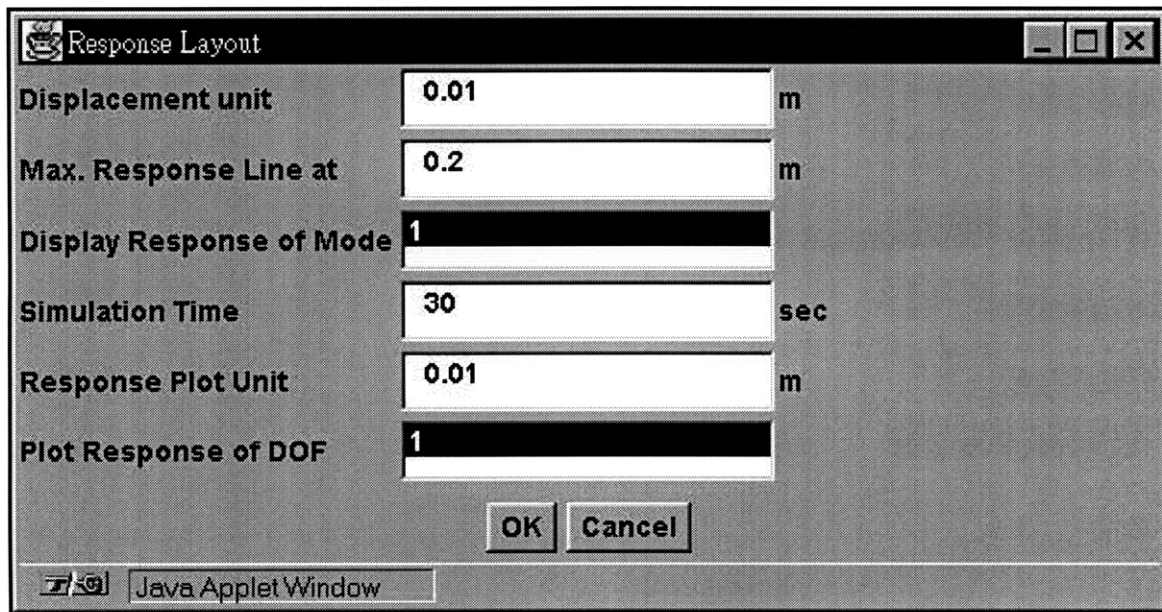 Response Layout
Displacement unit 0.01 m
Max. Response Line at 0.2 m
Display Response of Mode 1
Simulation Time 30 sec
Response Plot Unit 0.01 m
Plot Response of DOF 1
OK Cancel
Java Applet Window